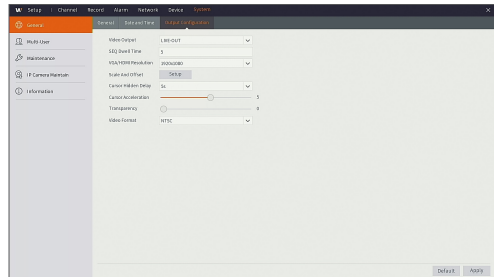 W Setup | Channel Record Alarm Network Device System ×
General General Date and Time Output Configuration
Multi-User
Maintenance
IP Camera Maintain
Information
Video Output LIVE-OUT
SEQ Dwell Time 5
VGA/HDMI Resolution 1920x1080
Scale And Offset Setup
Cursor Hidden Delay 5s
Cursor Acceleration 5
Transparency 0
Video Format NTSC
Default Apply